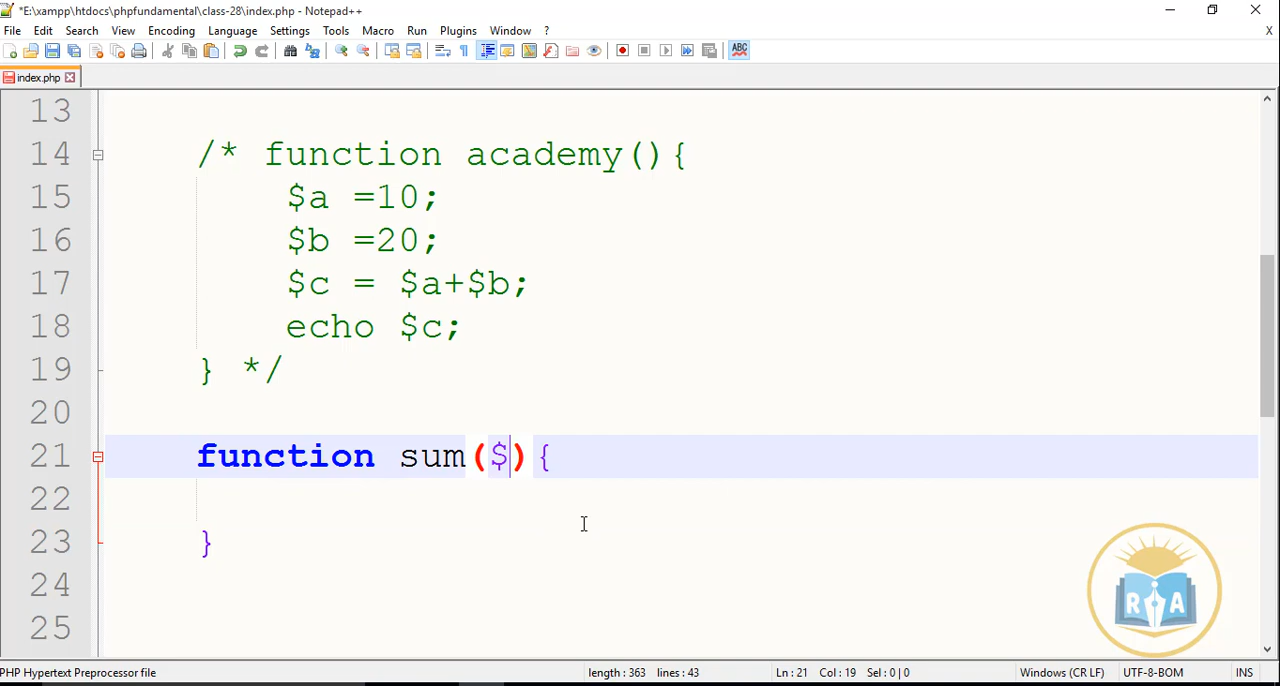 *E:\xampp\htdocs\phpfundamental\class-28\index.php - Notepad++
File Edit Search View Encoding Language Settings Tools Macro Run Plugins Window ? X
ABC
index.php
13
14 /* function academy(){
15 $a =10;
16 $b =20;
17 $c = $a+$b;
18 echo $c;
19 } */
20
21 function sum($){
22
23 }
24
25
R A
PHP Hypertext Preprocessor file length : 363 lines : 43 Ln : 21 Col : 19 Sel : 0 | 0 Windows (CR LF) UTF-8-BOM INS